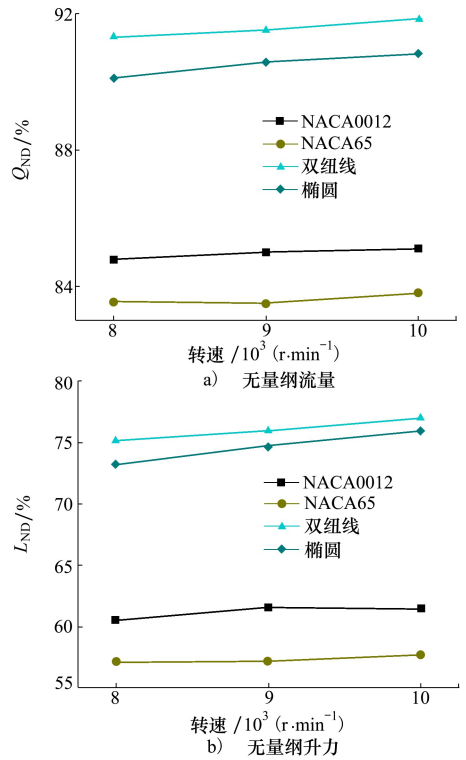 92
88
84
Q_ND/%
NACA0012
NACA65
双纽线
椭圆
8 9 10
转速 /10³ (r·min⁻¹)
a) 无量纲流量
80
75
70
65
60
55
L_ND/%
NACA0012
NACA65
双纽线
椭圆
8 9 10
转速 /10³ (r·min⁻¹)
b) 无量纲升力